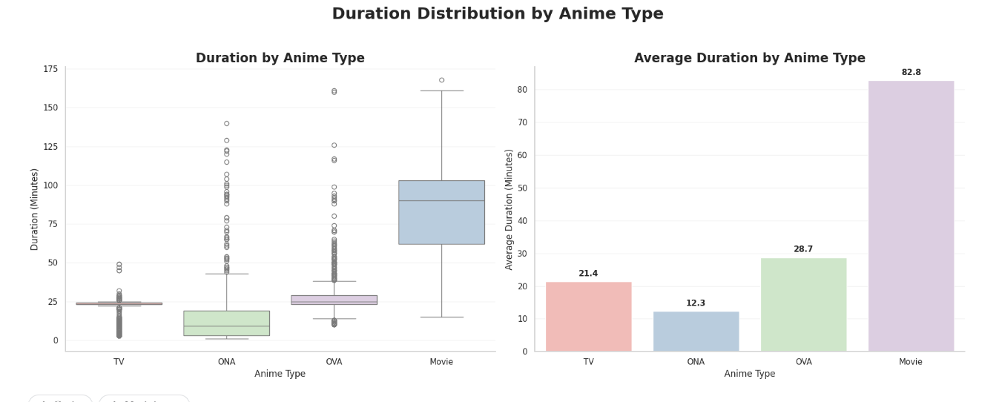 Duration Distribution by Anime Type
Duration by Anime Type
175
150
125
100
75
50
25
0
Duration (Minutes)
TV ONA OVA Movie
Anime Type
Average Duration by Anime Type
80
70
60
50
40
30
20
10
0
Average Duration (Minutes)
21.4
12.3
28.7
82.8
TV ONA OVA Movie
Anime Type